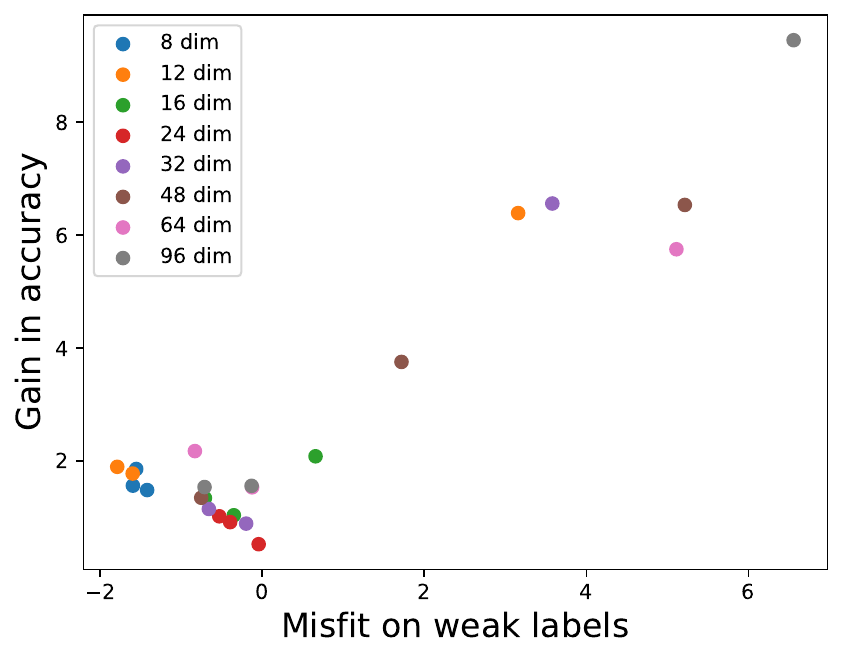 8 dim
12 dim
16 dim
24 dim
32 dim
48 dim
64 dim
96 dim
Gain in accuracy
8
6
4
2
−2
0
2
4
6
Misfit on weak labels